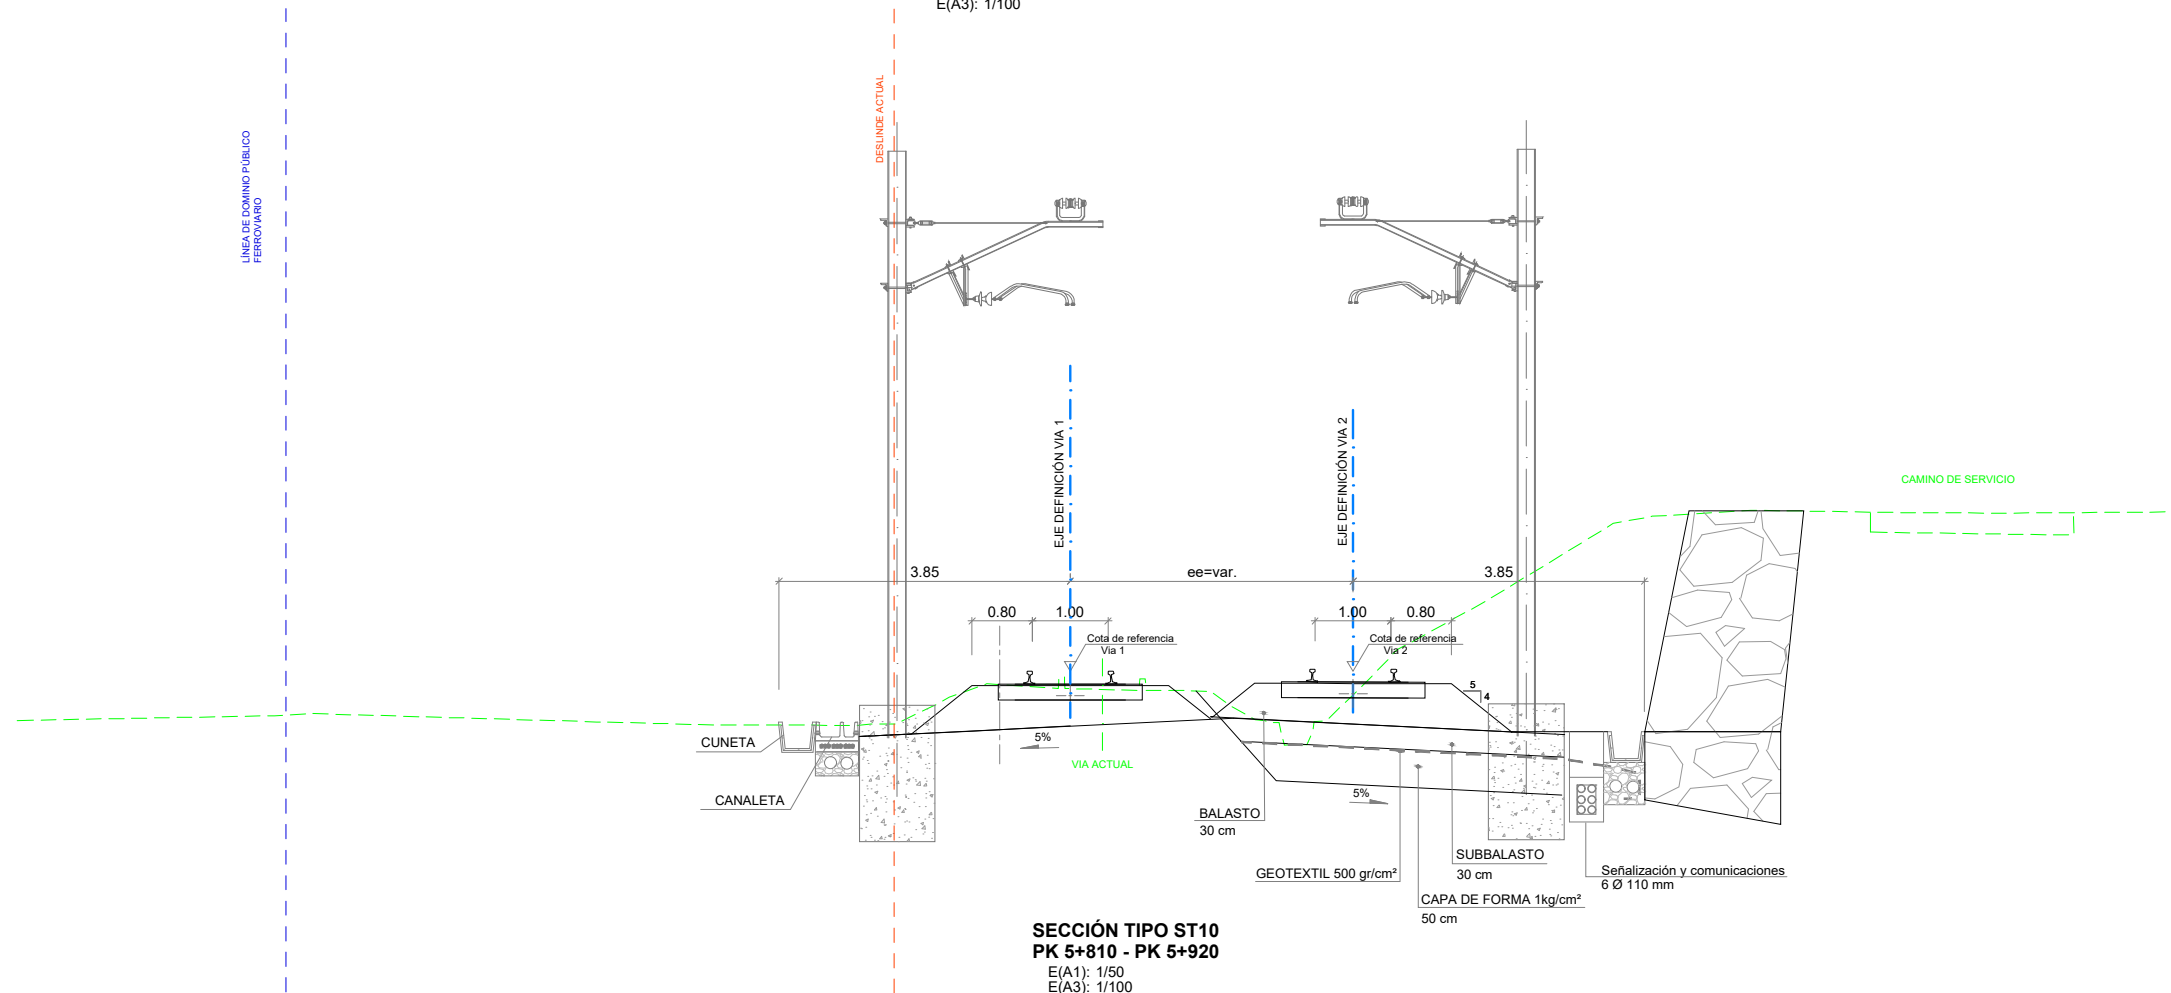 E(A3): 1/100
LÍNEA DE DOMINIO PÚBLICO
FERROVIARIO
DESLINDE ACTUAL
EJE DEFINICIÓN VIA 1
EJE DEFINICIÓN VIA 2
CAMINO DE SERVICIO
3.85
ee=var.
3.85
0.80
1.00
1.00
0.80
Cota de referencia
Via 1
Cota de referencia
Via 2
5
4
CUNETA
5%
VIA ACTUAL
CANALETA
5%
BALASTO
30 cm
SUBBALASTO
30 cm
GEOTEXTIL 500 gr/cm²
Señalización y comunicaciones
6 Ø 110 mm
CAPA DE FORMA 1kg/cm²
50 cm
SECCIÓN TIPO ST10
PK 5+810 - PK 5+920
E(A1): 1/50
E(A3): 1/100